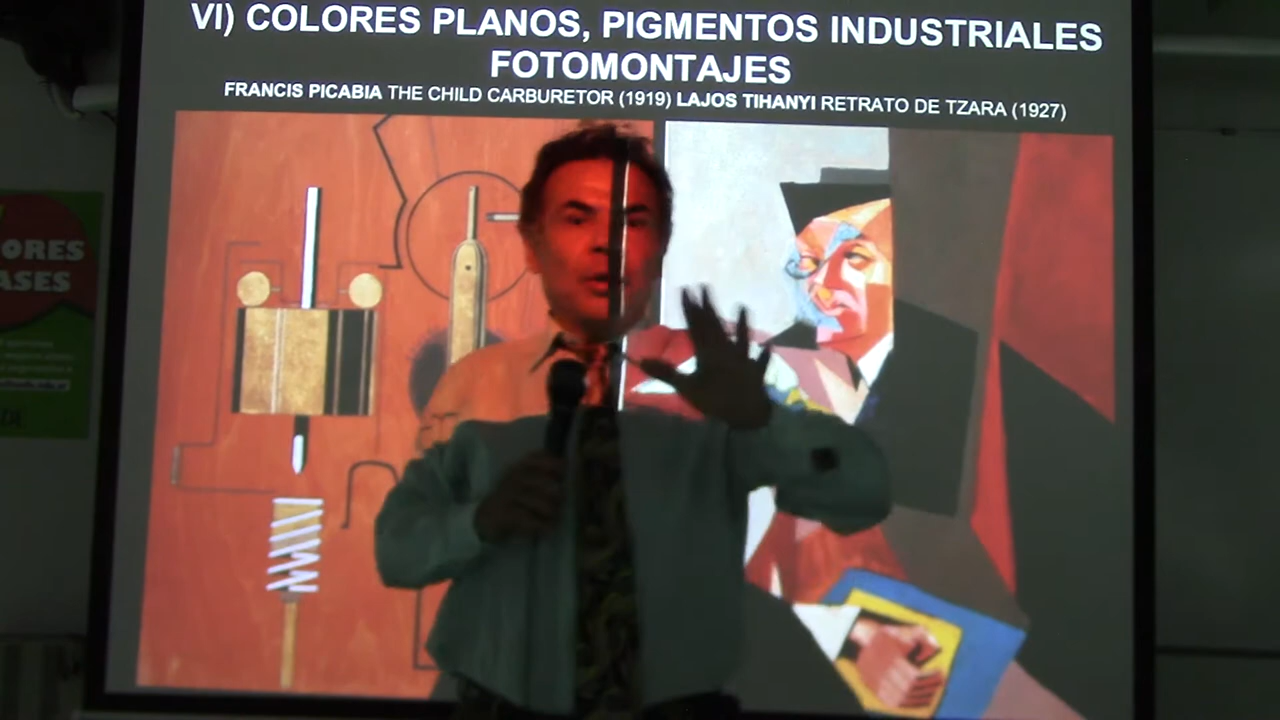 VI) COLORES PLANOS, PIGMENTOS INDUSTRIALES
FOTOMONTAJES
FRANCIS PICABIA THE CHILD CARBURETOR (1919) LAJOS TIHANYI RETRATO DE TZARA (1927)
ORES
ASES